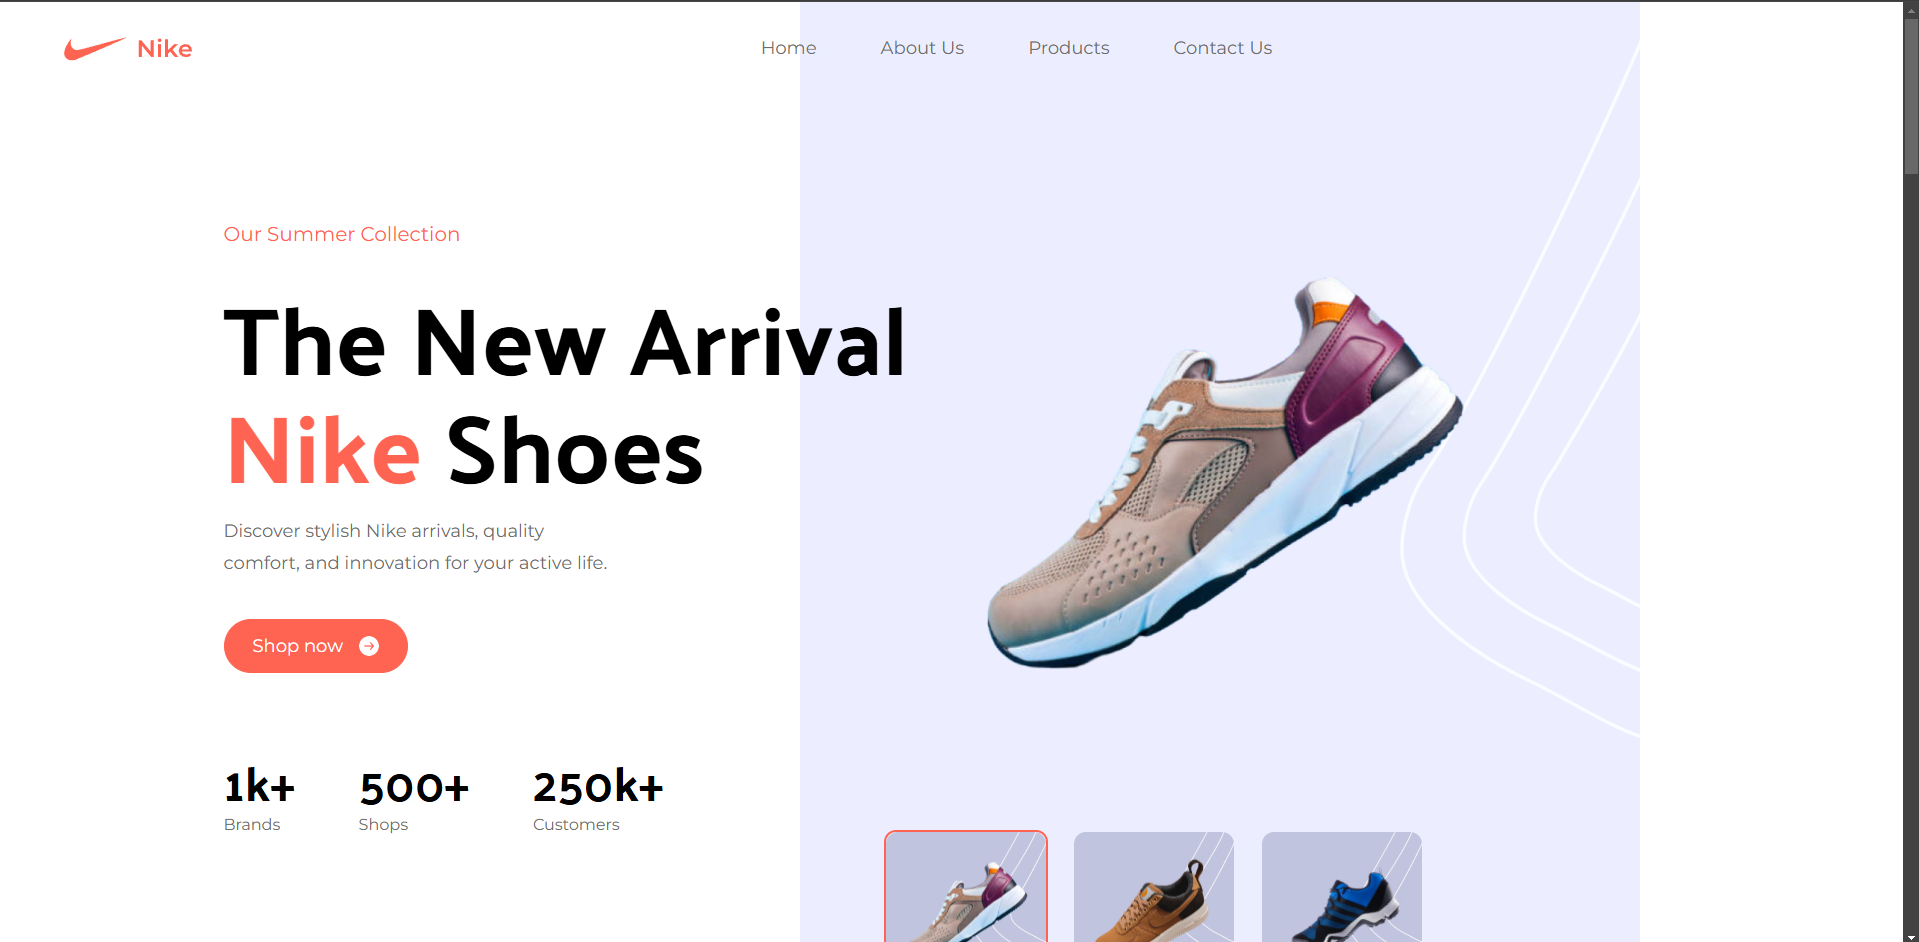 Nike
Home
About Us
Products
Contact Us
Our Summer Collection
The New Arrival
Nike Shoes
Discover stylish Nike arrivals, quality
comfort, and innovation for your active life.
Shop now
1k+
Brands
500+
Shops
250k+
Customers